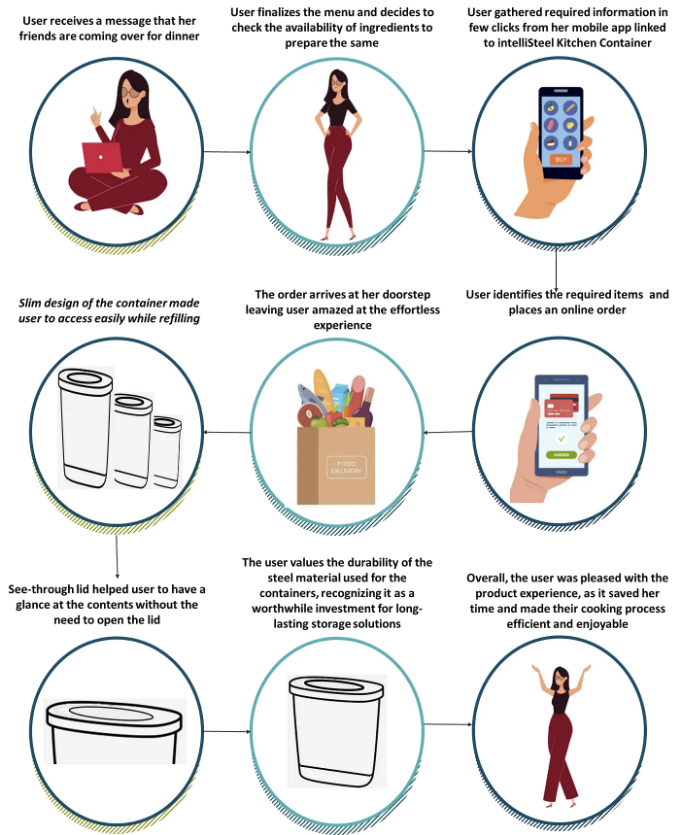 User receives a message that her
friends are coming over for dinner
User finalizes the menu and decides to
check the availability of ingredients to
prepare the same
User gathered required information in
few clicks from her mobile app linked
to intelliSteel Kitchen Container
BUY
User identifies the required items and
places an online order
ORDER
The order arrives at her doorstep
leaving user amazed at the effortless
experience
FOOD
DELIVERY
Slim design of the container made
user to access easily while refilling
See-through lid helped user to have a
glance at the contents without the
need to open the lid
The user values the durability of the
steel material used for the
containers, recognizing it as a
worthwhile investment for long-
lasting storage solutions
Overall, the user was pleased with the
product experience, as it saved her
time and made their cooking process
efficient and enjoyable